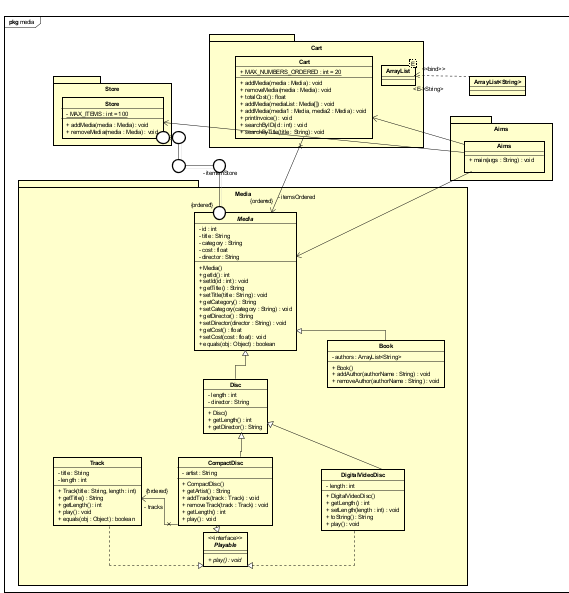 pkg media
Cart
Cart
+ MAX_NUMBERS_ORDERED : int = 20
+ addMedia(media : Media) : void
+ removeMedia(media : Media) : void
+ totalCost() : float
+ addMedia(mediaList : Media[]) : void
+ addMedia(media1 : Media, media2 : Media) : void
+ printInvoice() : void
+ searchByID(id : int) : void
+ searchByTitle(title : String) : void
ArrayList
E
<<bind>>
<E->String>
ArrayList<String>
Store
Store
- MAX_ITEMS : int = 100
+ addMedia(media : Media) : void
+ removeMedia(media : Media) : void
Aims
Aims
+ main(args : String) : void
- itemsInStore
(ordered)
- itemsOrdered
(ordered)
Media
Media
- id : int
- title : String
- category : String
- cost : float
- director : String
+ Media()
+ getId() : int
+ setId(id : int) : void
+ getTitle() : String
+ setTitle(title : String) : void
+ getCategory() : String
+ setCategory(category : String) : void
+ getDirector() : String
+ setDirector(director : String) : void
+ getCost() : float
+ setCost(cost : float) : void
+ equals(obj : Object) : boolean
Book
- authors : ArrayList<String>
+ Book()
+ addAuthor(authorName : String) : void
+ removeAuthor(authorName : String) : void
Disc
- length : int
- director : String
+ Disc()
+ getLength() : int
+ getDirector() : String
Track
- title : String
- length : int
+ Track(title : String, length : int)
+ getTitle() : String
+ getLength() : int
+ play() : void
+ equals(obj : Object) : boolean
(ordered)
- tracks
CompactDisc
- artist : String
+ CompactDisc()
+ getArtist() : String
+ addTrack(track : Track) : void
+ removeTrack(track : Track) : void
+ getLength() : int
+ play() : void
DigitalVideoDisc
- length : int
+ DigitalVideoDisc()
+ getLength() : int
+ setLength(length : int) : void
+ toString() : String
+ play() : void
<<Interface>>
Playable
+ play() : void